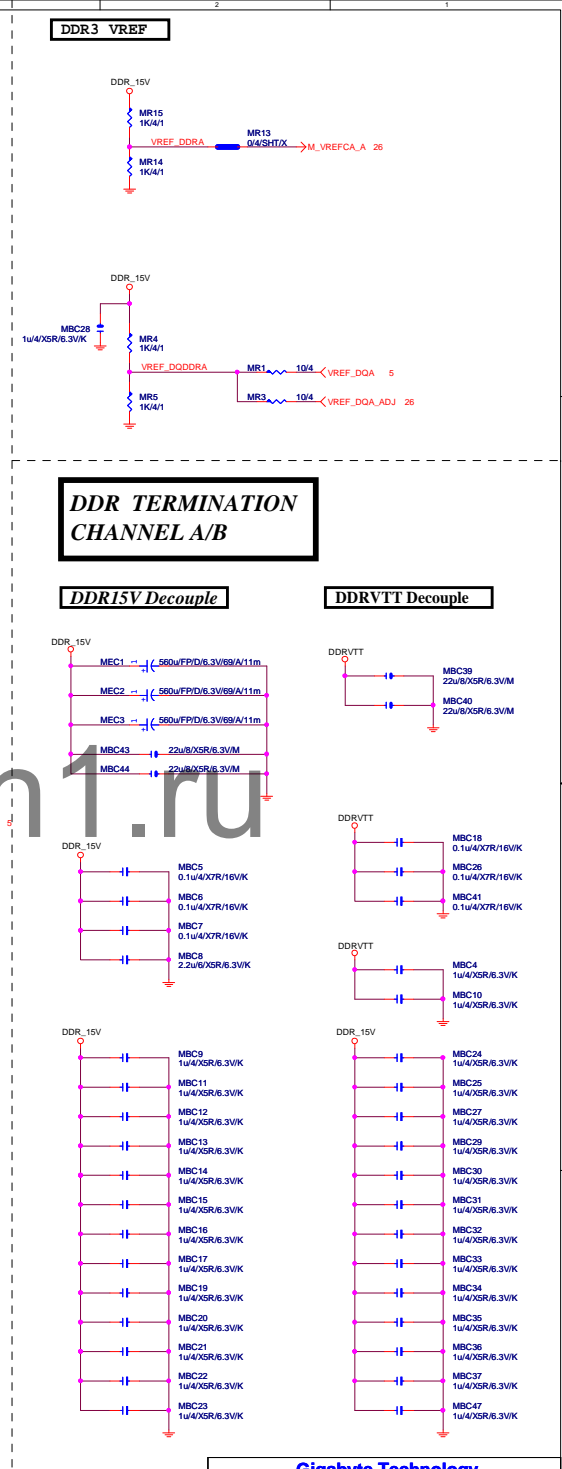 2
1
DDR3 VREF
DDR_15V
MR15
1K/4/1
VREF_DDRA
MR13
0/4/SHT/X
M_VREFCA_A 26
MR14
1K/4/1
DDR_15V
MBC28
1u/4/X5R/6.3V/K
MR4
1K/4/1
VREF_DQDDRA
MR1
10/4
VREF_DQA 5
MR5
1K/4/1
MR3
10/4
VREF_DQA_ADJ 26
DDR TERMINATION
CHANNEL A/B
DDR15V Decouple
DDR_15V
MEC1 1 + 560u/FP/D/6.3V/69/A/11m
MEC2 1 + 560u/FP/D/6.3V/69/A/11m
MEC3 1 + 560u/FP/D/6.3V/69/A/11m
MBC43 22u/8/X5R/6.3V/M
MBC44 22u/8/X5R/6.3V/M
DDRVTT Decouple
DDRVTT
MBC39
22u/8/X5R/6.3V/M
MBC40
22u/8/X5R/6.3V/M
n1.ru
5
DDR_15V
MBC5
0.1u/4/X7R/16V/K
MBC6
0.1u/4/X7R/16V/K
MBC7
0.1u/4/X7R/16V/K
MBC8
2.2u/6/X5R/6.3V/K
DDRVTT
MBC18
0.1u/4/X7R/16V/K
MBC26
0.1u/4/X7R/16V/K
MBC41
0.1u/4/X7R/16V/K
DDRVTT
MBC4
1u/4/X5R/6.3V/K
MBC10
1u/4/X5R/6.3V/K
DDR_15V
MBC9
1u/4/X5R/6.3V/K
MBC11
1u/4/X5R/6.3V/K
MBC12
1u/4/X5R/6.3V/K
MBC13
1u/4/X5R/6.3V/K
MBC14
1u/4/X5R/6.3V/K
MBC15
1u/4/X5R/6.3V/K
MBC16
1u/4/X5R/6.3V/K
MBC17
1u/4/X5R/6.3V/K
MBC19
1u/4/X5R/6.3V/K
MBC20
1u/4/X5R/6.3V/K
MBC21
1u/4/X5R/6.3V/K
MBC22
1u/4/X5R/6.3V/K
MBC23
1u/4/X5R/6.3V/K
DDR_15V
MBC24
1u/4/X5R/6.3V/K
MBC25
1u/4/X5R/6.3V/K
MBC27
1u/4/X5R/6.3V/K
MBC29
1u/4/X5R/6.3V/K
MBC30
1u/4/X5R/6.3V/K
MBC31
1u/4/X5R/6.3V/K
MBC32
1u/4/X5R/6.3V/K
MBC33
1u/4/X5R/6.3V/K
MBC34
1u/4/X5R/6.3V/K
MBC35
1u/4/X5R/6.3V/K
MBC36
1u/4/X5R/6.3V/K
MBC37
1u/4/X5R/6.3V/K
MBC47
1u/4/X5R/6.3V/K
Gigabyte Technology